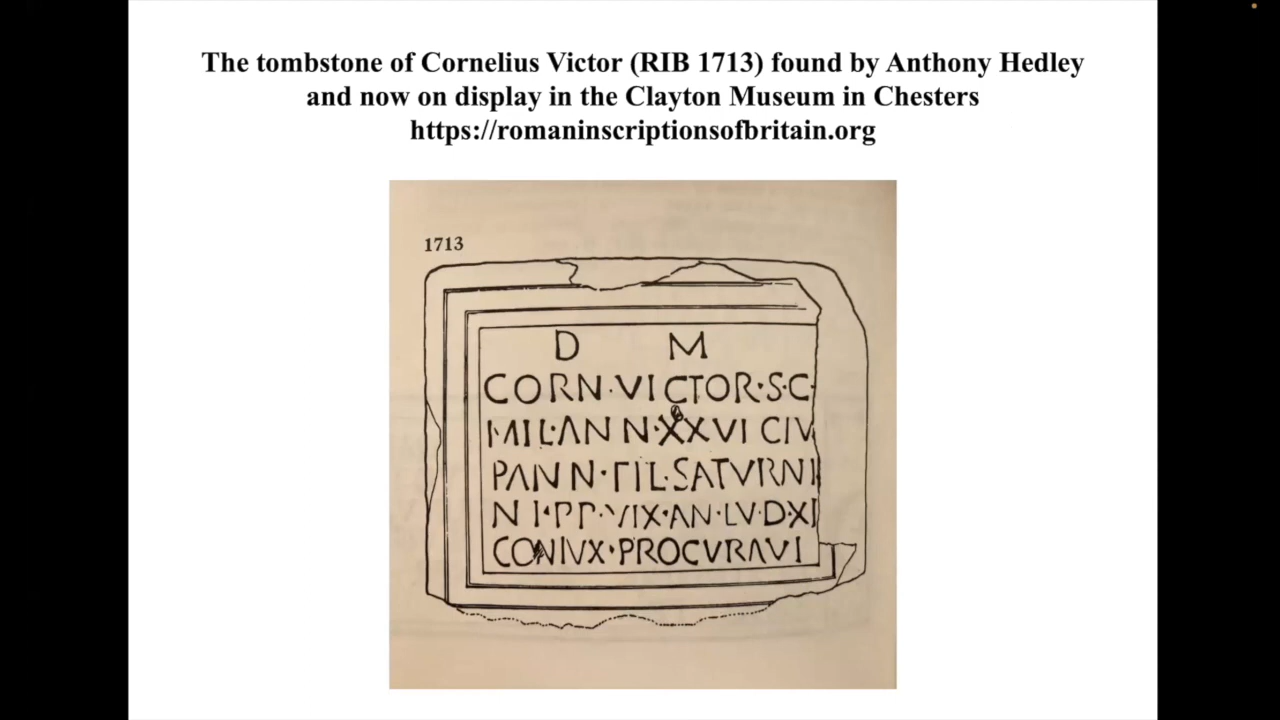 The tombstone of Cornelius Victor (RIB 1713) found by Anthony Hedley
and now on display in the Clayton Museum in Chesters
https://romaninscriptionsofbritain.org
1713
D M
CORN·VICTOR·S·C·
MIL·ANN·XXVI CIV
PANN·FIL·SATVRNI
NI·PP·VIX·AN·LV·D·XI
CONIVX·PROCVRAVI